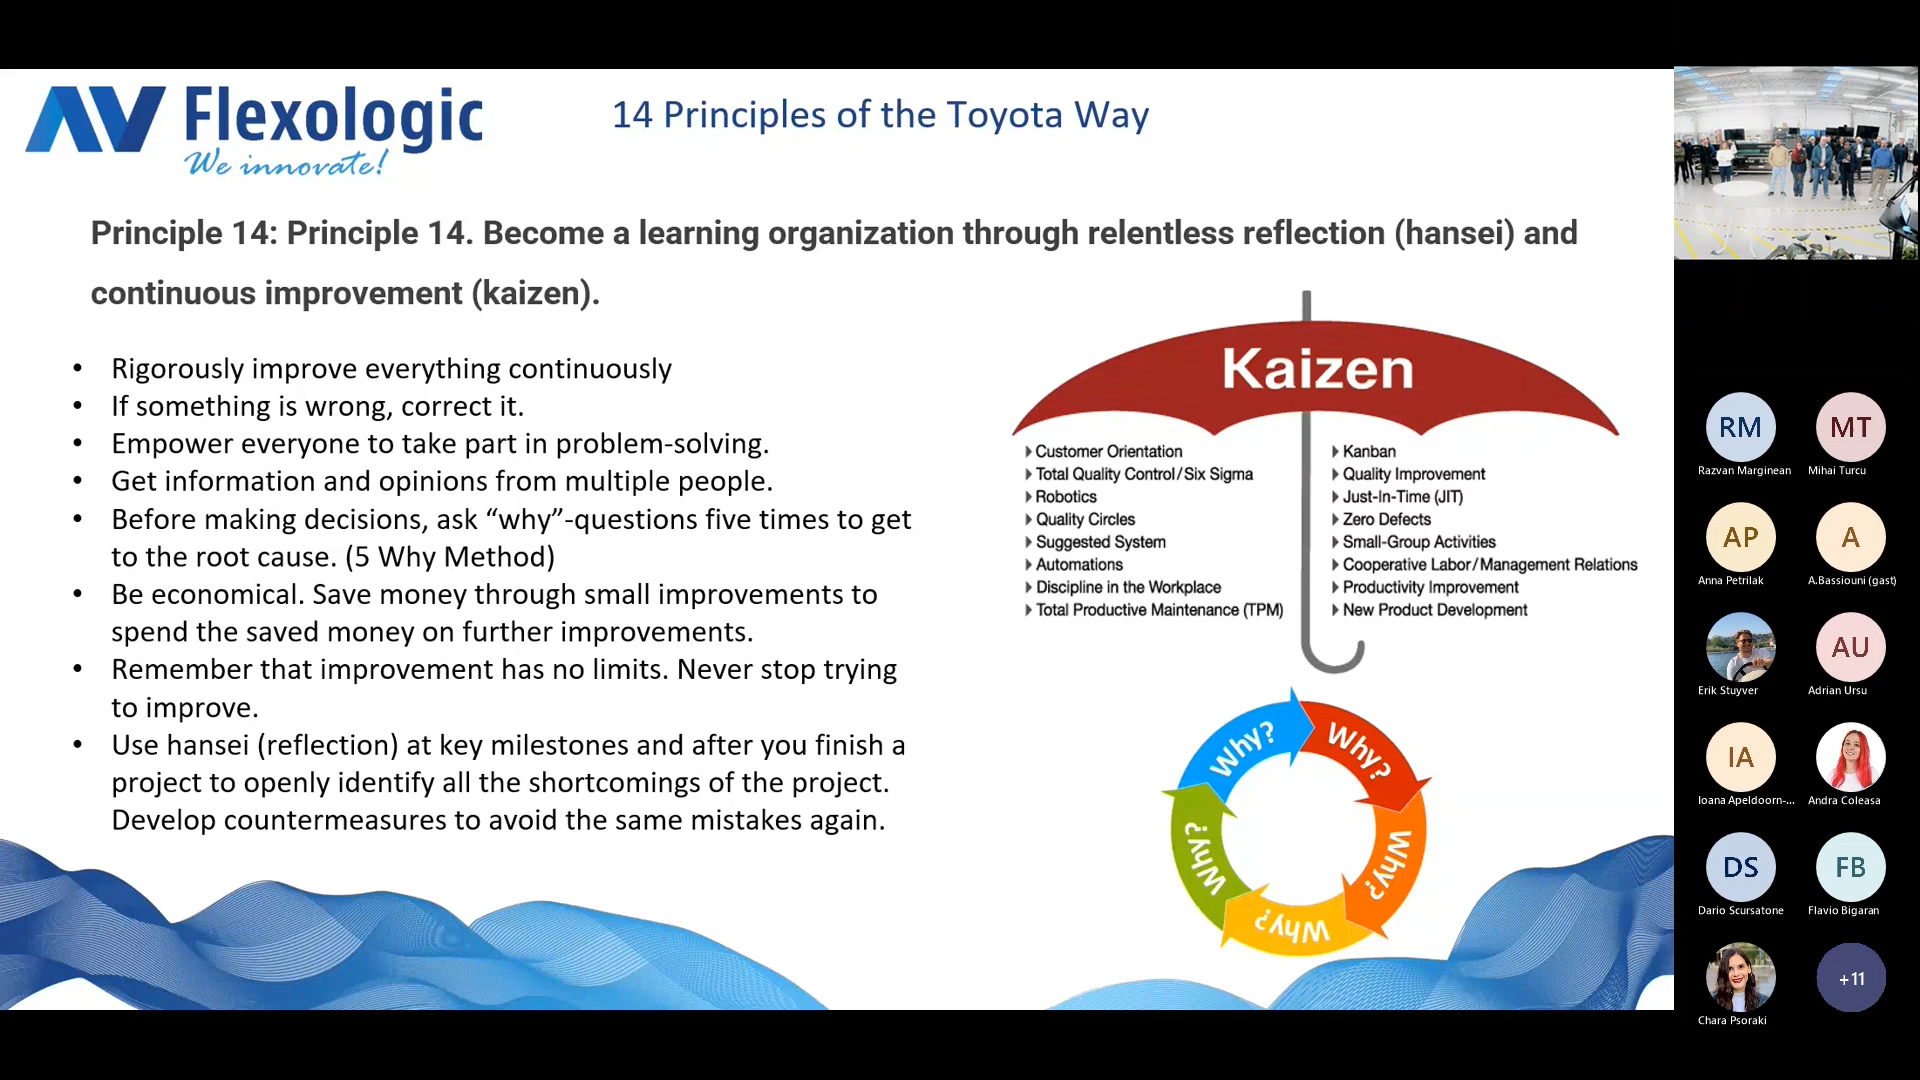 AV Flexologic
We innovate!
14 Principles of the Toyota Way
Principle 14: Principle 14. Become a learning organization through relentless reflection (hansei) and
continuous improvement (kaizen).
• Rigorously improve everything continuously
• If something is wrong, correct it.
• Empower everyone to take part in problem-solving.
• Get information and opinions from multiple people.
• Before making decisions, ask “why”-questions five times to get
to the root cause. (5 Why Method)
• Be economical. Save money through small improvements to
spend the saved money on further improvements.
• Remember that improvement has no limits. Never stop trying
to improve.
• Use hansei (reflection) at key milestones and after you finish a
project to openly identify all the shortcomings of the project.
Develop countermeasures to avoid the same mistakes again.
Kaizen
Customer Orientation
Total Quality Control/Six Sigma
Robotics
Quality Circles
Suggested System
Automations
Discipline in the Workplace
Total Productive Maintenance (TPM)
Kanban
Quality Improvement
Just-In-Time (JIT)
Zero Defects
Small-Group Activities
Cooperative Labor/Management Relations
Productivity Improvement
New Product Development
Why?
Why?
Why?
Why?
Why?
RM
Razvan Marginean
MT
Mihai Turcu
AP
Anna Petrilak
A
A.Bassiouni (gast)
Erik Stuyver
AU
Adrian Ursu
IA
Ioana Apeldoorn-...
Andra Coleasa
DS
Dario Scursatone
FB
Flavio Bigaran
Chara Psoraki
+11